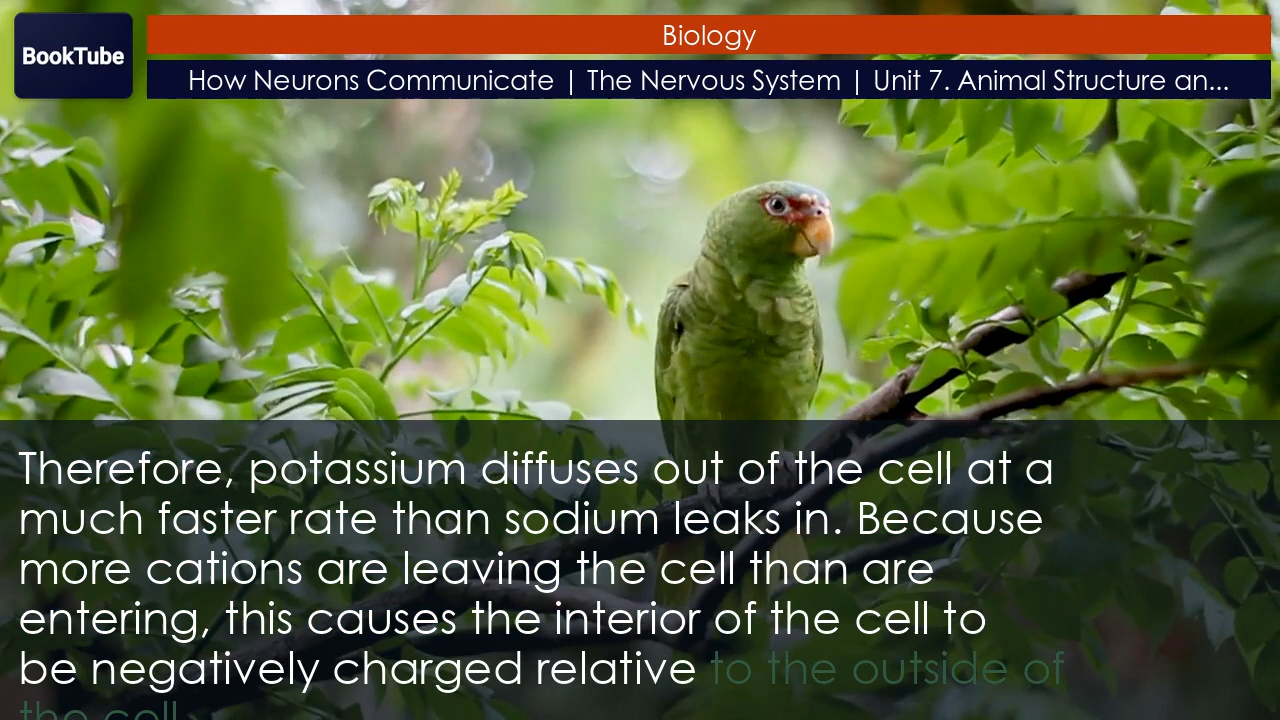 BookTube
Biology
How Neurons Communicate | The Nervous System | Unit 7. Animal Structure an...
Therefore, potassium diffuses out of the cell at a
much faster rate than sodium leaks in. Because
more cations are leaving the cell than are
entering, this causes the interior of the cell to
be negatively charged relative to the outside of
the cell